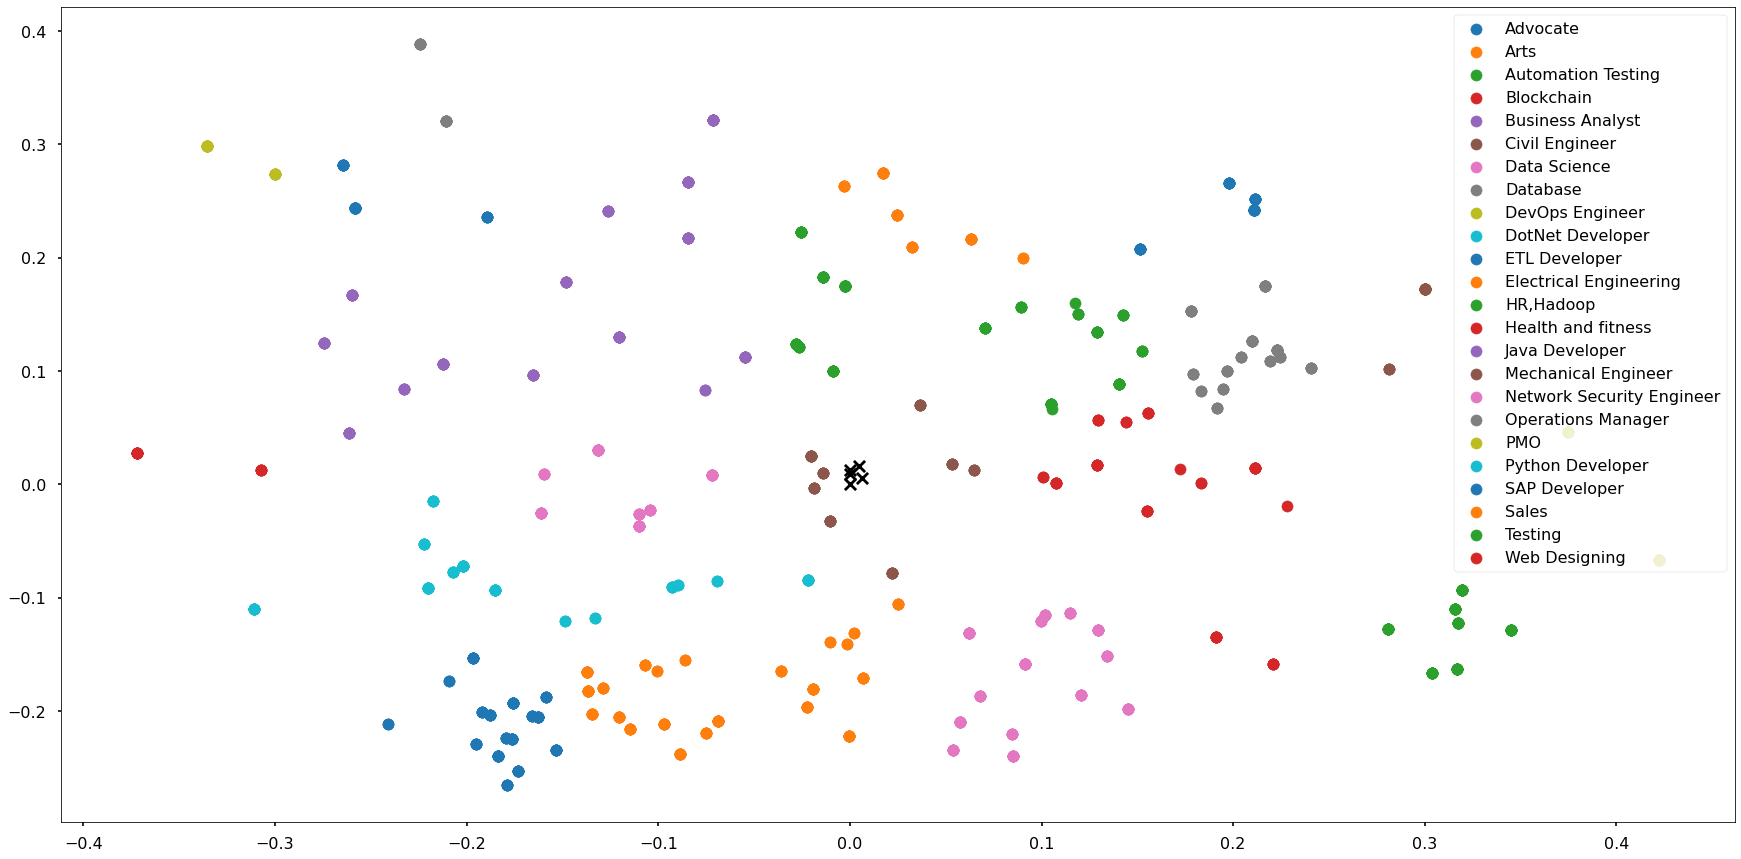 0.4
0.3
0.2
0.1
0.0
−0.1
−0.2
−0.4
−0.3
−0.2
−0.1
0.0
0.1
0.2
0.3
0.4
Advocate
Arts
Automation Testing
Blockchain
Business Analyst
Civil Engineer
Data Science
Database
DevOps Engineer
DotNet Developer
ETL Developer
Electrical Engineering
HR,Hadoop
Health and fitness
Java Developer
Mechanical Engineer
Network Security Engineer
Operations Manager
PMO
Python Developer
SAP Developer
Sales
Testing
Web Designing